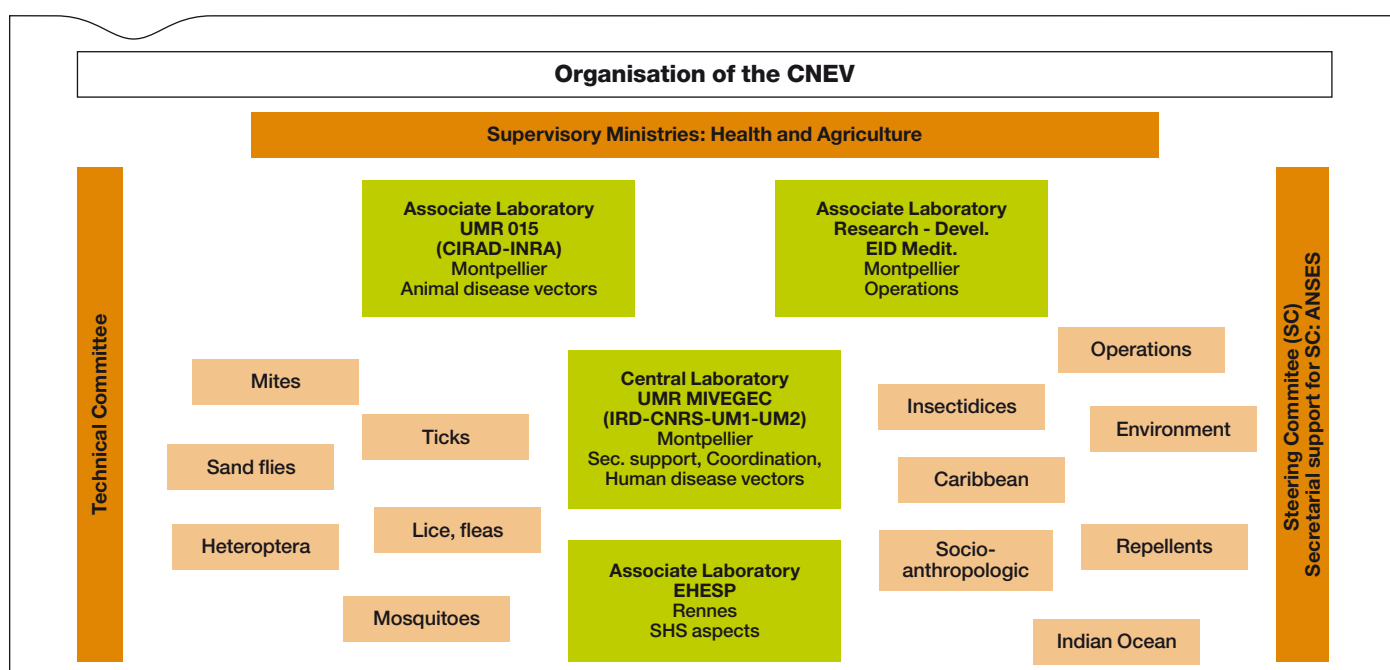 Organisation of the CNEV
Supervisory Ministries: Health and Agriculture
Technical Committee
Associate Laboratory
UMR 015
(CIRAD-INRA)
Montpellier
Animal disease vectors
Associate Laboratory
Research - Devel.
EID Medit.
Montpellier
Operations
Steering Commitee (SC)
Secretarial support for SC: ANSES
Mites
Ticks
Sand flies
Lice, fleas
Heteroptera
Mosquitoes
Central Laboratory
UMR MIVEGEC
(IRD-CNRS-UM1-UM2)
Montpellier
Sec. support, Coordination,
Human disease vectors
Associate Laboratory
EHESP
Rennes
SHS aspects
Operations
Insectidices
Environment
Caribbean
Socio-
anthropologic
Repellents
Indian Ocean